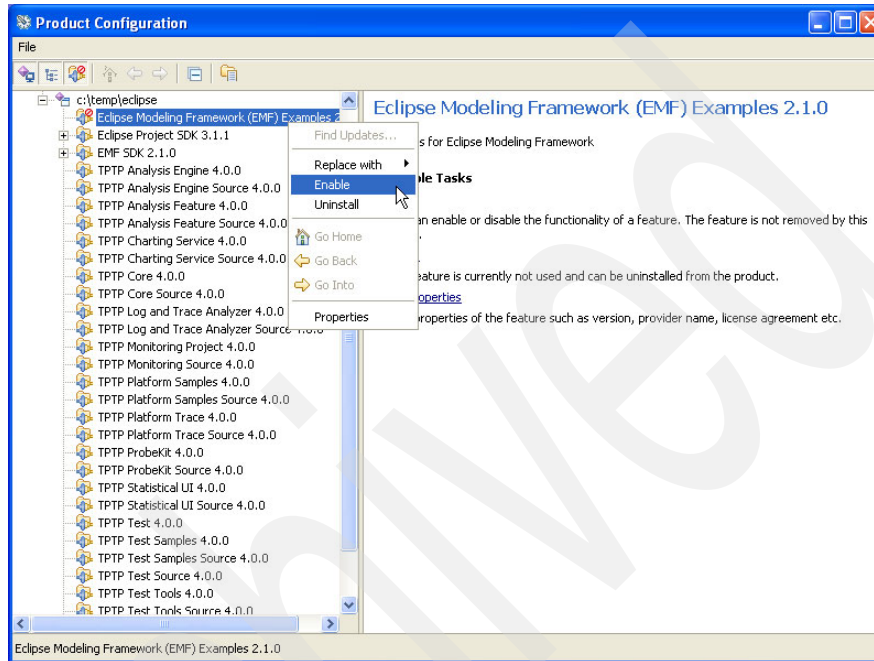 Product Configuration
File
c:\temp\eclipse
Eclipse Modeling Framework (EMF) Examples 2
Eclipse Project SDK 3.1.1
EMF SDK 2.1.0
TPTP Analysis Engine 4.0.0
TPTP Analysis Engine Source 4.0.0
TPTP Analysis Feature 4.0.0
TPTP Analysis Feature Source 4.0.0
TPTP Charting Service 4.0.0
TPTP Charting Service Source 4.0.0
TPTP Core 4.0.0
TPTP Core Source 4.0.0
TPTP Log and Trace Analyzer 4.0.0
TPTP Log and Trace Analyzer Source 4.0.0
TPTP Monitoring Project 4.0.0
TPTP Monitoring Source 4.0.0
TPTP Platform Samples 4.0.0
TPTP Platform Samples Source 4.0.0
TPTP Platform Trace 4.0.0
TPTP Platform Trace Source 4.0.0
TPTP ProbeKit 4.0.0
TPTP ProbeKit Source 4.0.0
TPTP Statistical UI 4.0.0
TPTP Statistical UI Source 4.0.0
TPTP Test 4.0.0
TPTP Test Samples 4.0.0
TPTP Test Samples Source 4.0.0
TPTP Test Source 4.0.0
TPTP Test Tools 4.0.0
TPTP Test Tools Source 4.0.0
Find Updates...
Replace with
Enable
Uninstall
Go Home
Go Back
Go Into
Properties
Eclipse Modeling Framework (EMF) Examples 2.1.0
s for Eclipse Modeling Framework
ble Tasks
an enable or disable the functionality of a feature. The feature is not removed by this
eature is currently not used and can be uninstalled from the product.
operties
properties of the feature such as version, provider name, license agreement etc.
Eclipse Modeling Framework (EMF) Examples 2.1.0